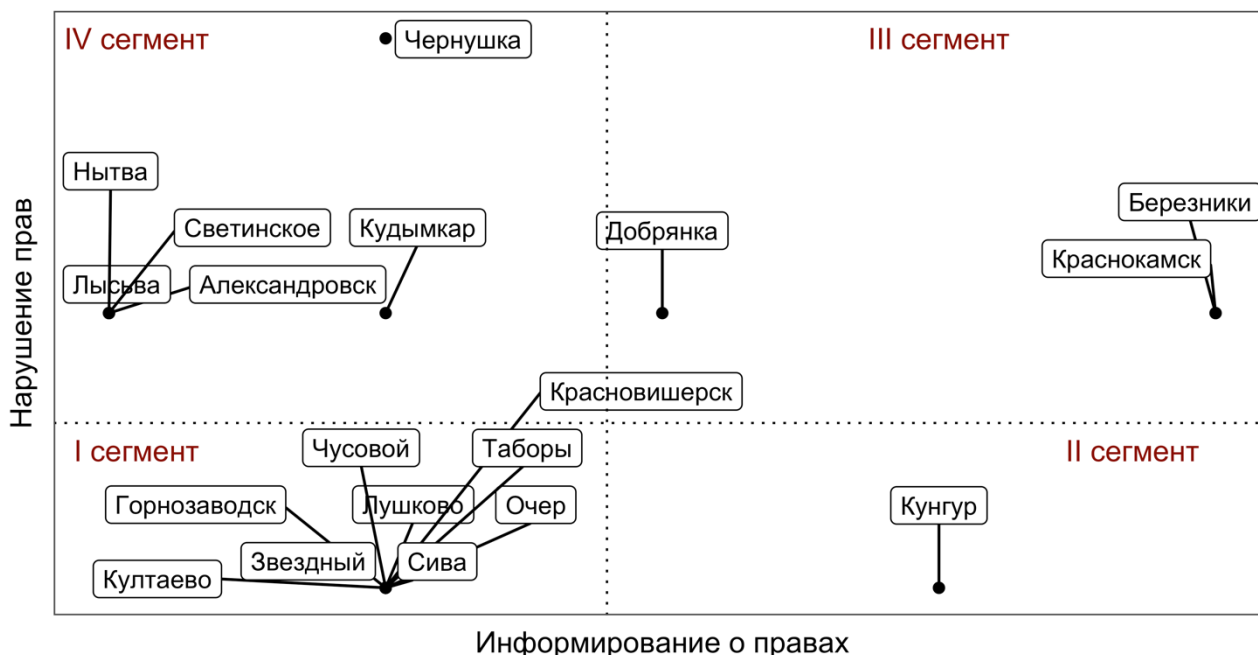 IV сегмент
Чернушка
III сегмент
Нытва
Светинское
Кудымкар
Добрянка
Березники
Лысьва
Александровск
Краснокамск
Нарушение прав
Красновишерск
I сегмент
Чусовой
Таборы
II сегмент
Горнозаводск
Лушково
Очер
Кунгур
Звездный
Сива
Култаево
Информирование о правах